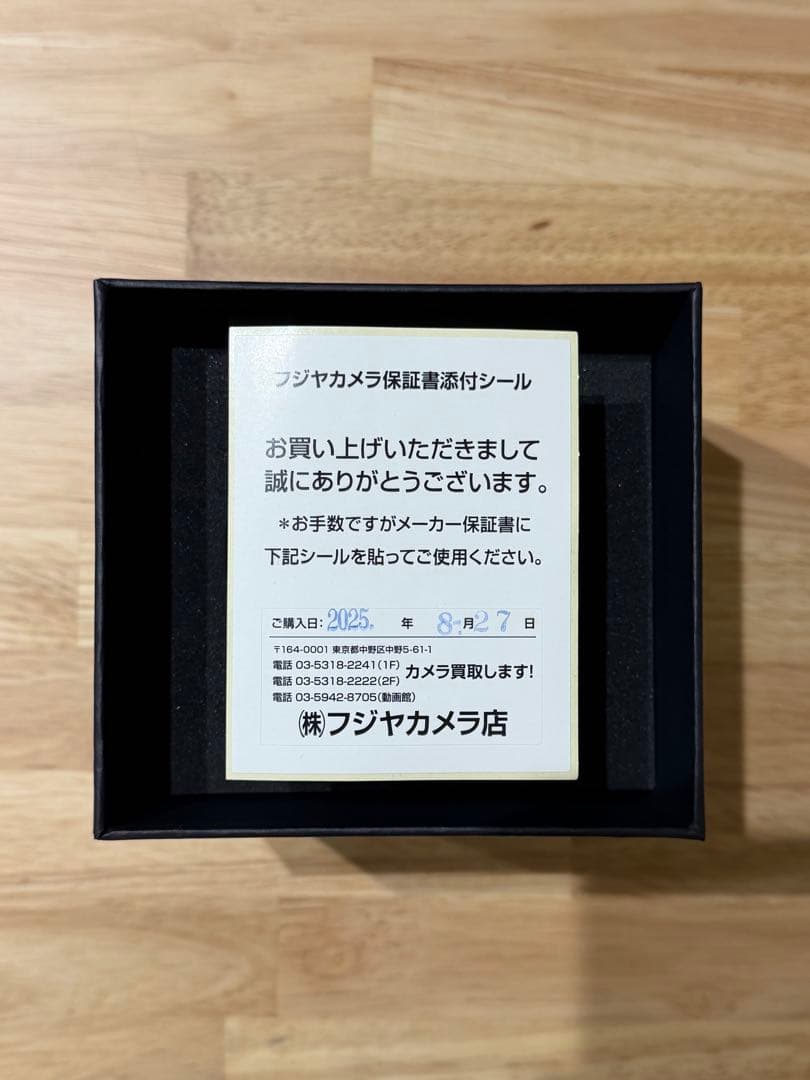 フジヤカメラ保証書添付シール
お買い上げいただきまして
誠にありがとうございます。
＊お手数ですがメーカー保証書に
下記シールを貼ってご使用ください。
ご購入日: 2025. 年 8. 月 27 日
〒164-0001 東京都中野区中野5-61-1
電話 03-5318-2241(1F)
カメラ買取します!
電話 03-5318-2222(2F)
電話 03-5942-8705(動画館)
㈱フジヤカメラ店